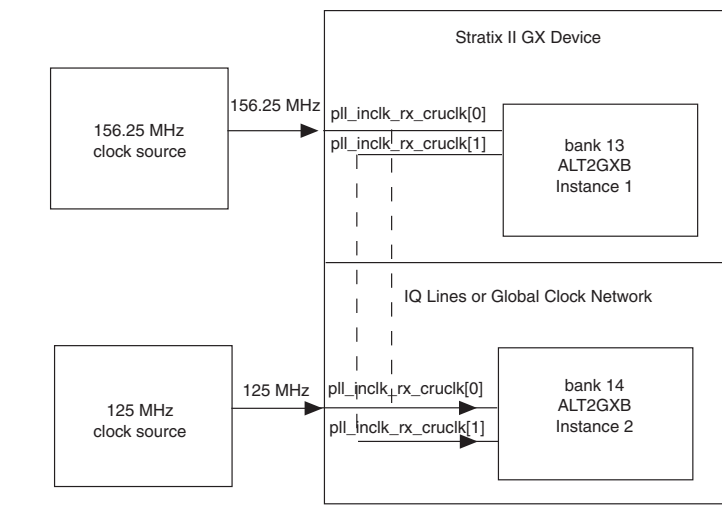 Stratix II GX Device
156.25 MHz
clock source
156.25 MHz
pll_inclk_rx_cruclk[0]
pll_inclk_rx_cruclk[1]
bank 13
ALT2GXB
Instance 1
IQ Lines or Global Clock Network
125 MHz
clock source
125 MHz
pll_inclk_rx_cruclk[0]
pll_inclk_rx_cruclk[1]
bank 14
ALT2GXB
Instance 2